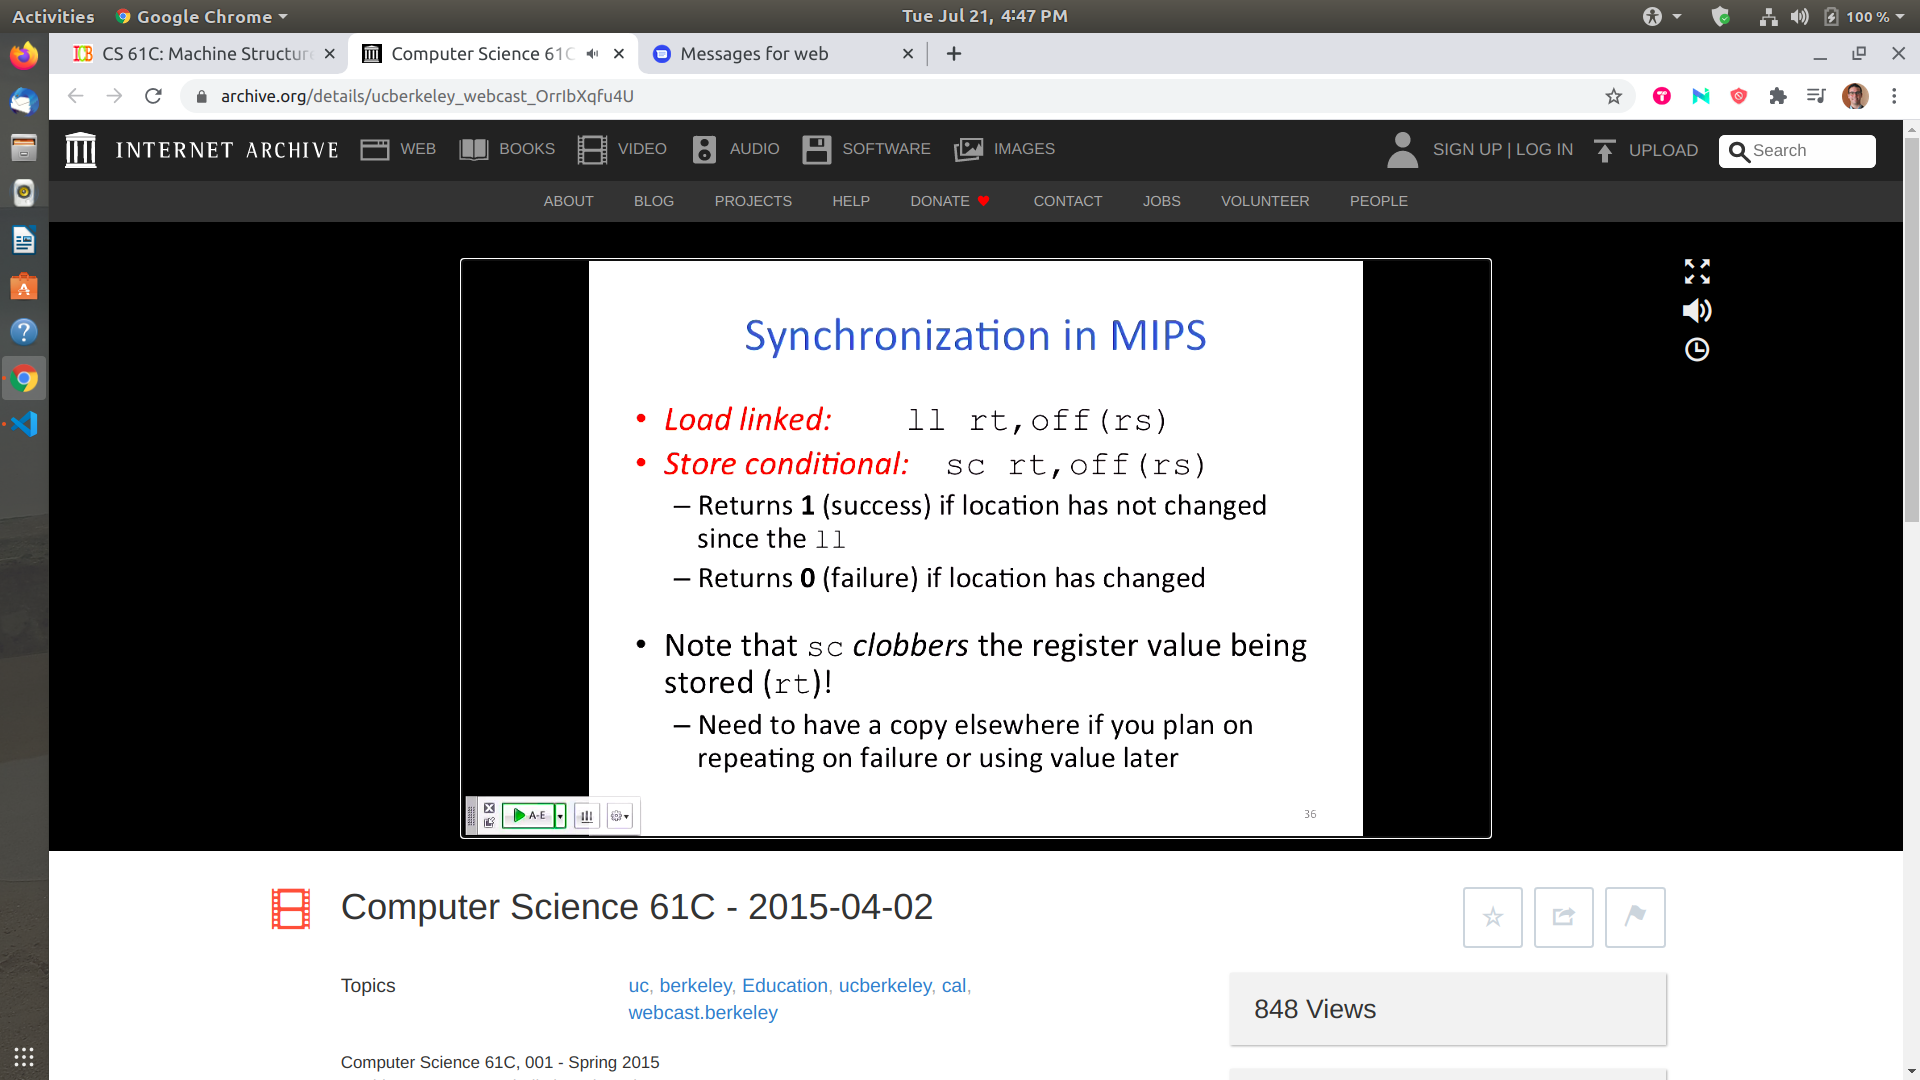 Activities
Google Chrome
Tue Jul 21, 4:47 PM
100 %
CS 61C: Machine Structure
Computer Science 61C
Messages for web
archive.org/details/ucberkeley_webcast_OrrIbXqfu4U
INTERNET ARCHIVE
WEB
BOOKS
VIDEO
AUDIO
SOFTWARE
IMAGES
SIGN UP | LOG IN
UPLOAD
Search
ABOUT
BLOG
PROJECTS
HELP
DONATE
CONTACT
JOBS
VOLUNTEER
PEOPLE
Synchronization in MIPS
• Load linked: ll rt,off(rs)
• Store conditional: sc rt,off(rs)
– Returns 1 (success) if location has not changed
since the ll
– Returns 0 (failure) if location has changed
• Note that sc clobbers the register value being
stored (rt)!
– Need to have a copy elsewhere if you plan on
repeating on failure or using value later
A-E
36
Computer Science 61C - 2015-04-02
Topics
uc, berkeley, Education, ucberkeley, cal,
webcast.berkeley
848 Views
Computer Science 61C, 001 - Spring 2015